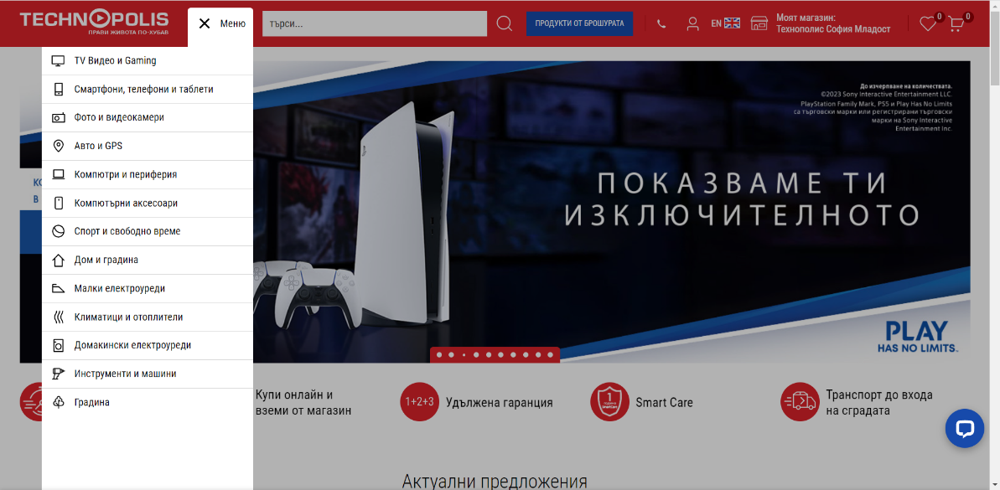 TECHNOPOLIS
ПРАВИ ЖИВОТА ПО-ХУБАВ
Меню
търси...
ПРОДУКТИ ОТ БРОШУРАТА
EN
Моят магазин:
Технополис София Младост
0
0
TV Видео и Gaming
Смартфони, телефони и таблети
Фото и видеокамери
Авто и GPS
Компютри и периферия
Компютърни аксесоари
Спорт и свободно време
Дом и градина
Малки електроуреди
Климатици и отоплители
Домакински електроуреди
Инструменти и машини
Градина
До изчерпване на количествата.
©2023 Sony Interactive Entertainment LLC.
PlayStation Family Mark, PS5 и Play Has No Limits
са търговски марки или регистрирани търговски
марки на Sony Interactive
Entertainment Inc.
ПОКАЗВАМЕ ТИ
ИЗКЛЮЧИТЕЛНОТО
PLAY
HAS NO LIMITS.
Купи онлайн и
вземи от магазин
1+2+3
Удължена гаранция
1
Smart Care
Транспорт до входа
на сградата
Актуални предложения